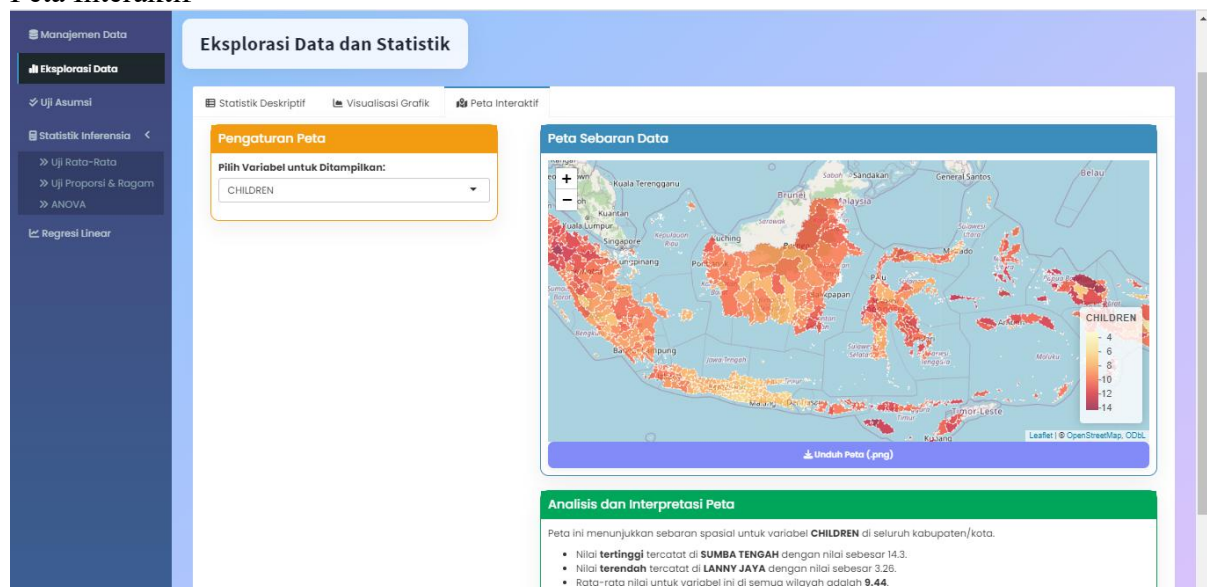 Peta Interaktif
Manajemen Data
Eksplorasi Data
Uji Asumsi
Statistik Inferensia
Uji Rata-Rata
Uji Proporsi & Ragam
ANOVA
Regresi Linear
Eksplorasi Data dan Statistik
Statistik Deskriptif
Visualisasi Grafik
Peta Interaktif
Pengaturan Peta
Pilih Variabel untuk Ditampilkan:
CHILDREN
Peta Sebaran Data
+
−
Kuala Terengganu
Kuantan
Kuala Lumpur
Singapore
Kepulauan
Riau
Kuching
Sarawak
Brunei
Malaysia
Sabah
Sandakan
General Santos
Belau
Sulawesi
Utara
Manado
Palu
Jawa Tengah
Maluku
Timor-Leste
Kupang
CHILDREN
4
6
8
10
12
14
Leaflet | © OpenStreetMap, ODbL
Unduh Peta (.png)
Analisis dan Interpretasi Peta
Peta ini menunjukkan sebaran spasial untuk variabel CHILDREN di seluruh kabupaten/kota.
Nilai tertinggi tercatat di SUMBA TENGAH dengan nilai sebesar 14.3.
Nilai terendah tercatat di LANNY JAYA dengan nilai sebesar 3.26.
Rata-rata nilai untuk variabel ini di semua wilayah adalah 9.44.